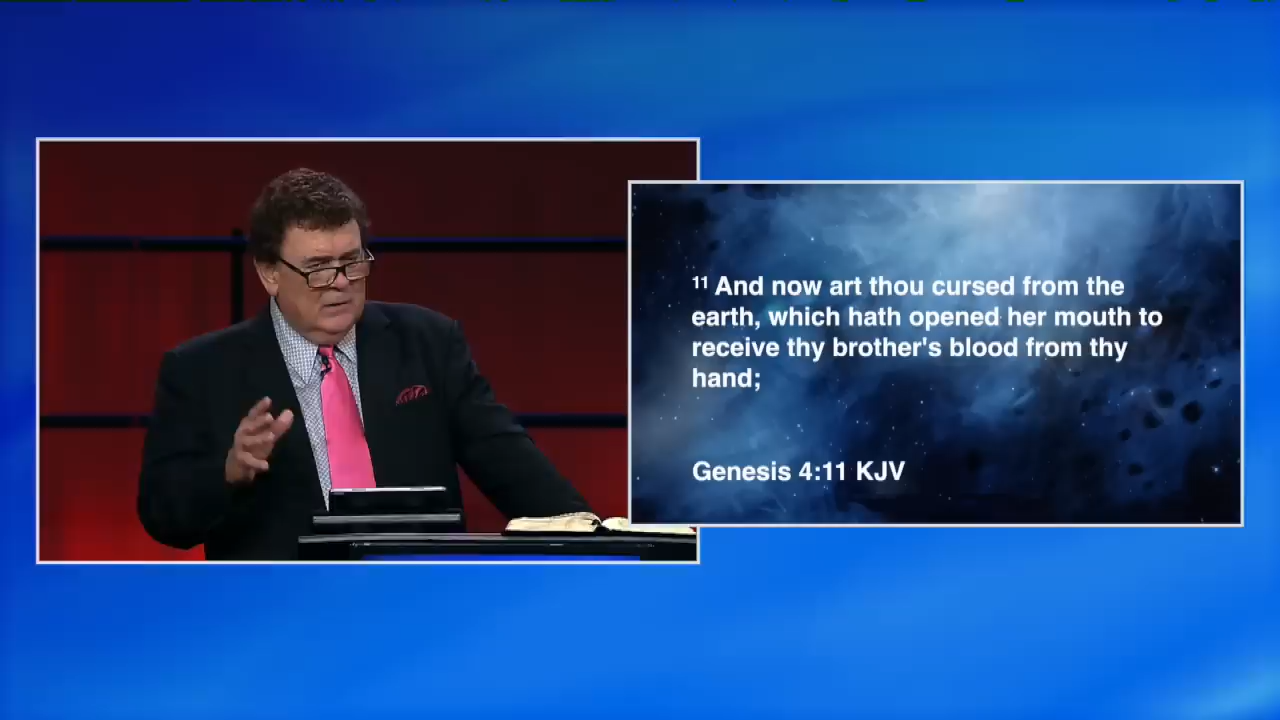 ¹¹ And now art thou cursed from the
earth, which hath opened her mouth to
receive thy brother's blood from thy
hand;
Genesis 4:11 KJV